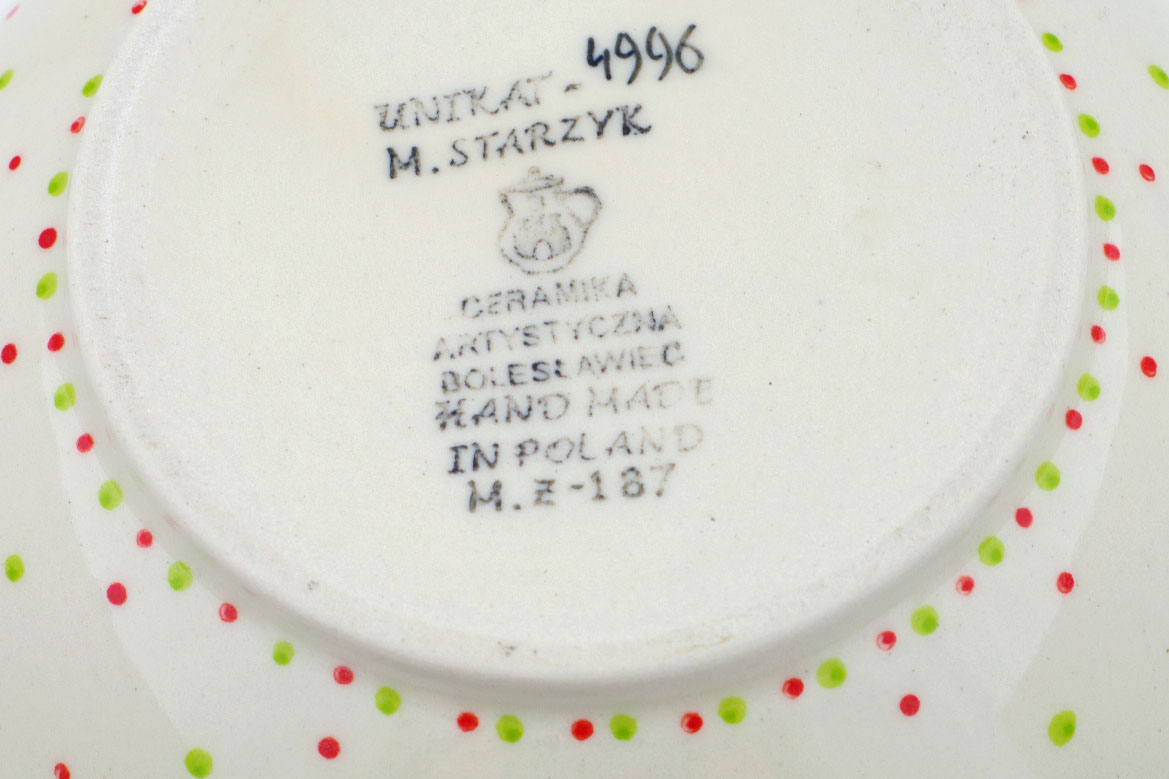 UNIKAT - 4996
M. STARZYK
CERAMIKA
ARTYSTYCZNA
BOLESŁAWIEC
HAND MADE
IN POLAND
M.Z-187